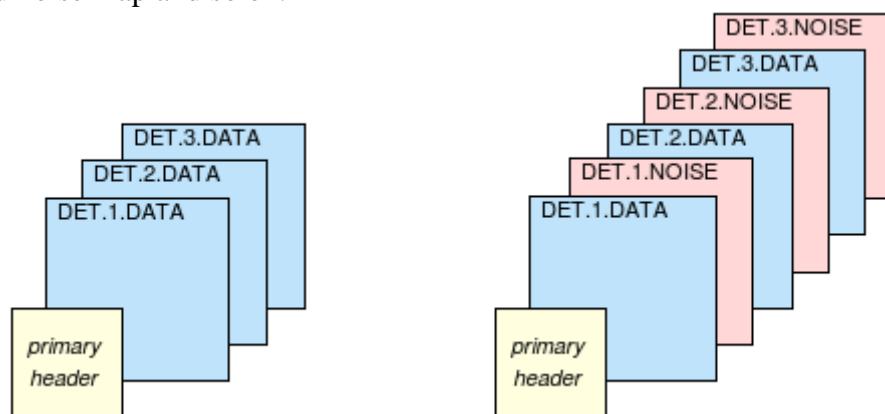 DET.3.DATA
DET.2.DATA
DET.1.DATA
primary
header
DET.3.NOISE
DET.3.DATA
DET.2.NOISE
DET.2.DATA
DET.1.NOISE
DET.1.DATA
primary
header